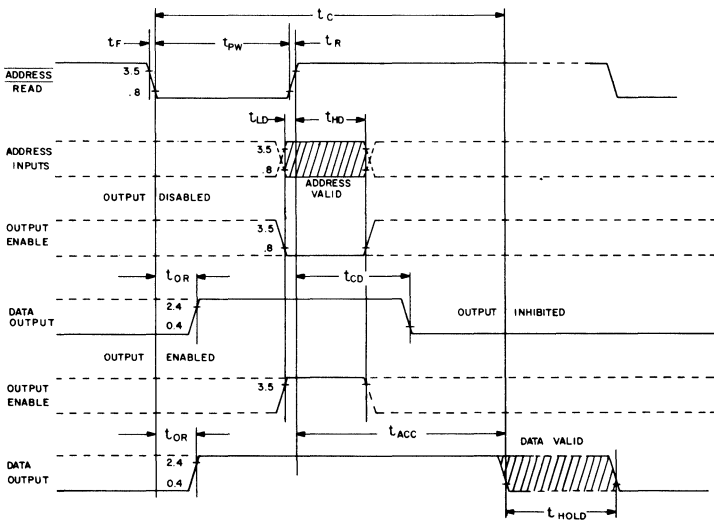 tC
tF
tPW
tR
ADDRESS
READ
3.5
.8
tLD
tHD
ADDRESS
INPUTS
3.5
.8
ADDRESS
VALID
OUTPUT DISABLED
OUTPUT
ENABLE
3.5
.8
tOR
tCD
DATA
OUTPUT
2.4
0.4
OUTPUT INHIBITED
OUTPUT ENABLED
OUTPUT
ENABLE
3.5
tOR
tACC
DATA VALID
DATA
OUTPUT
2.4
0.4
tHOLD